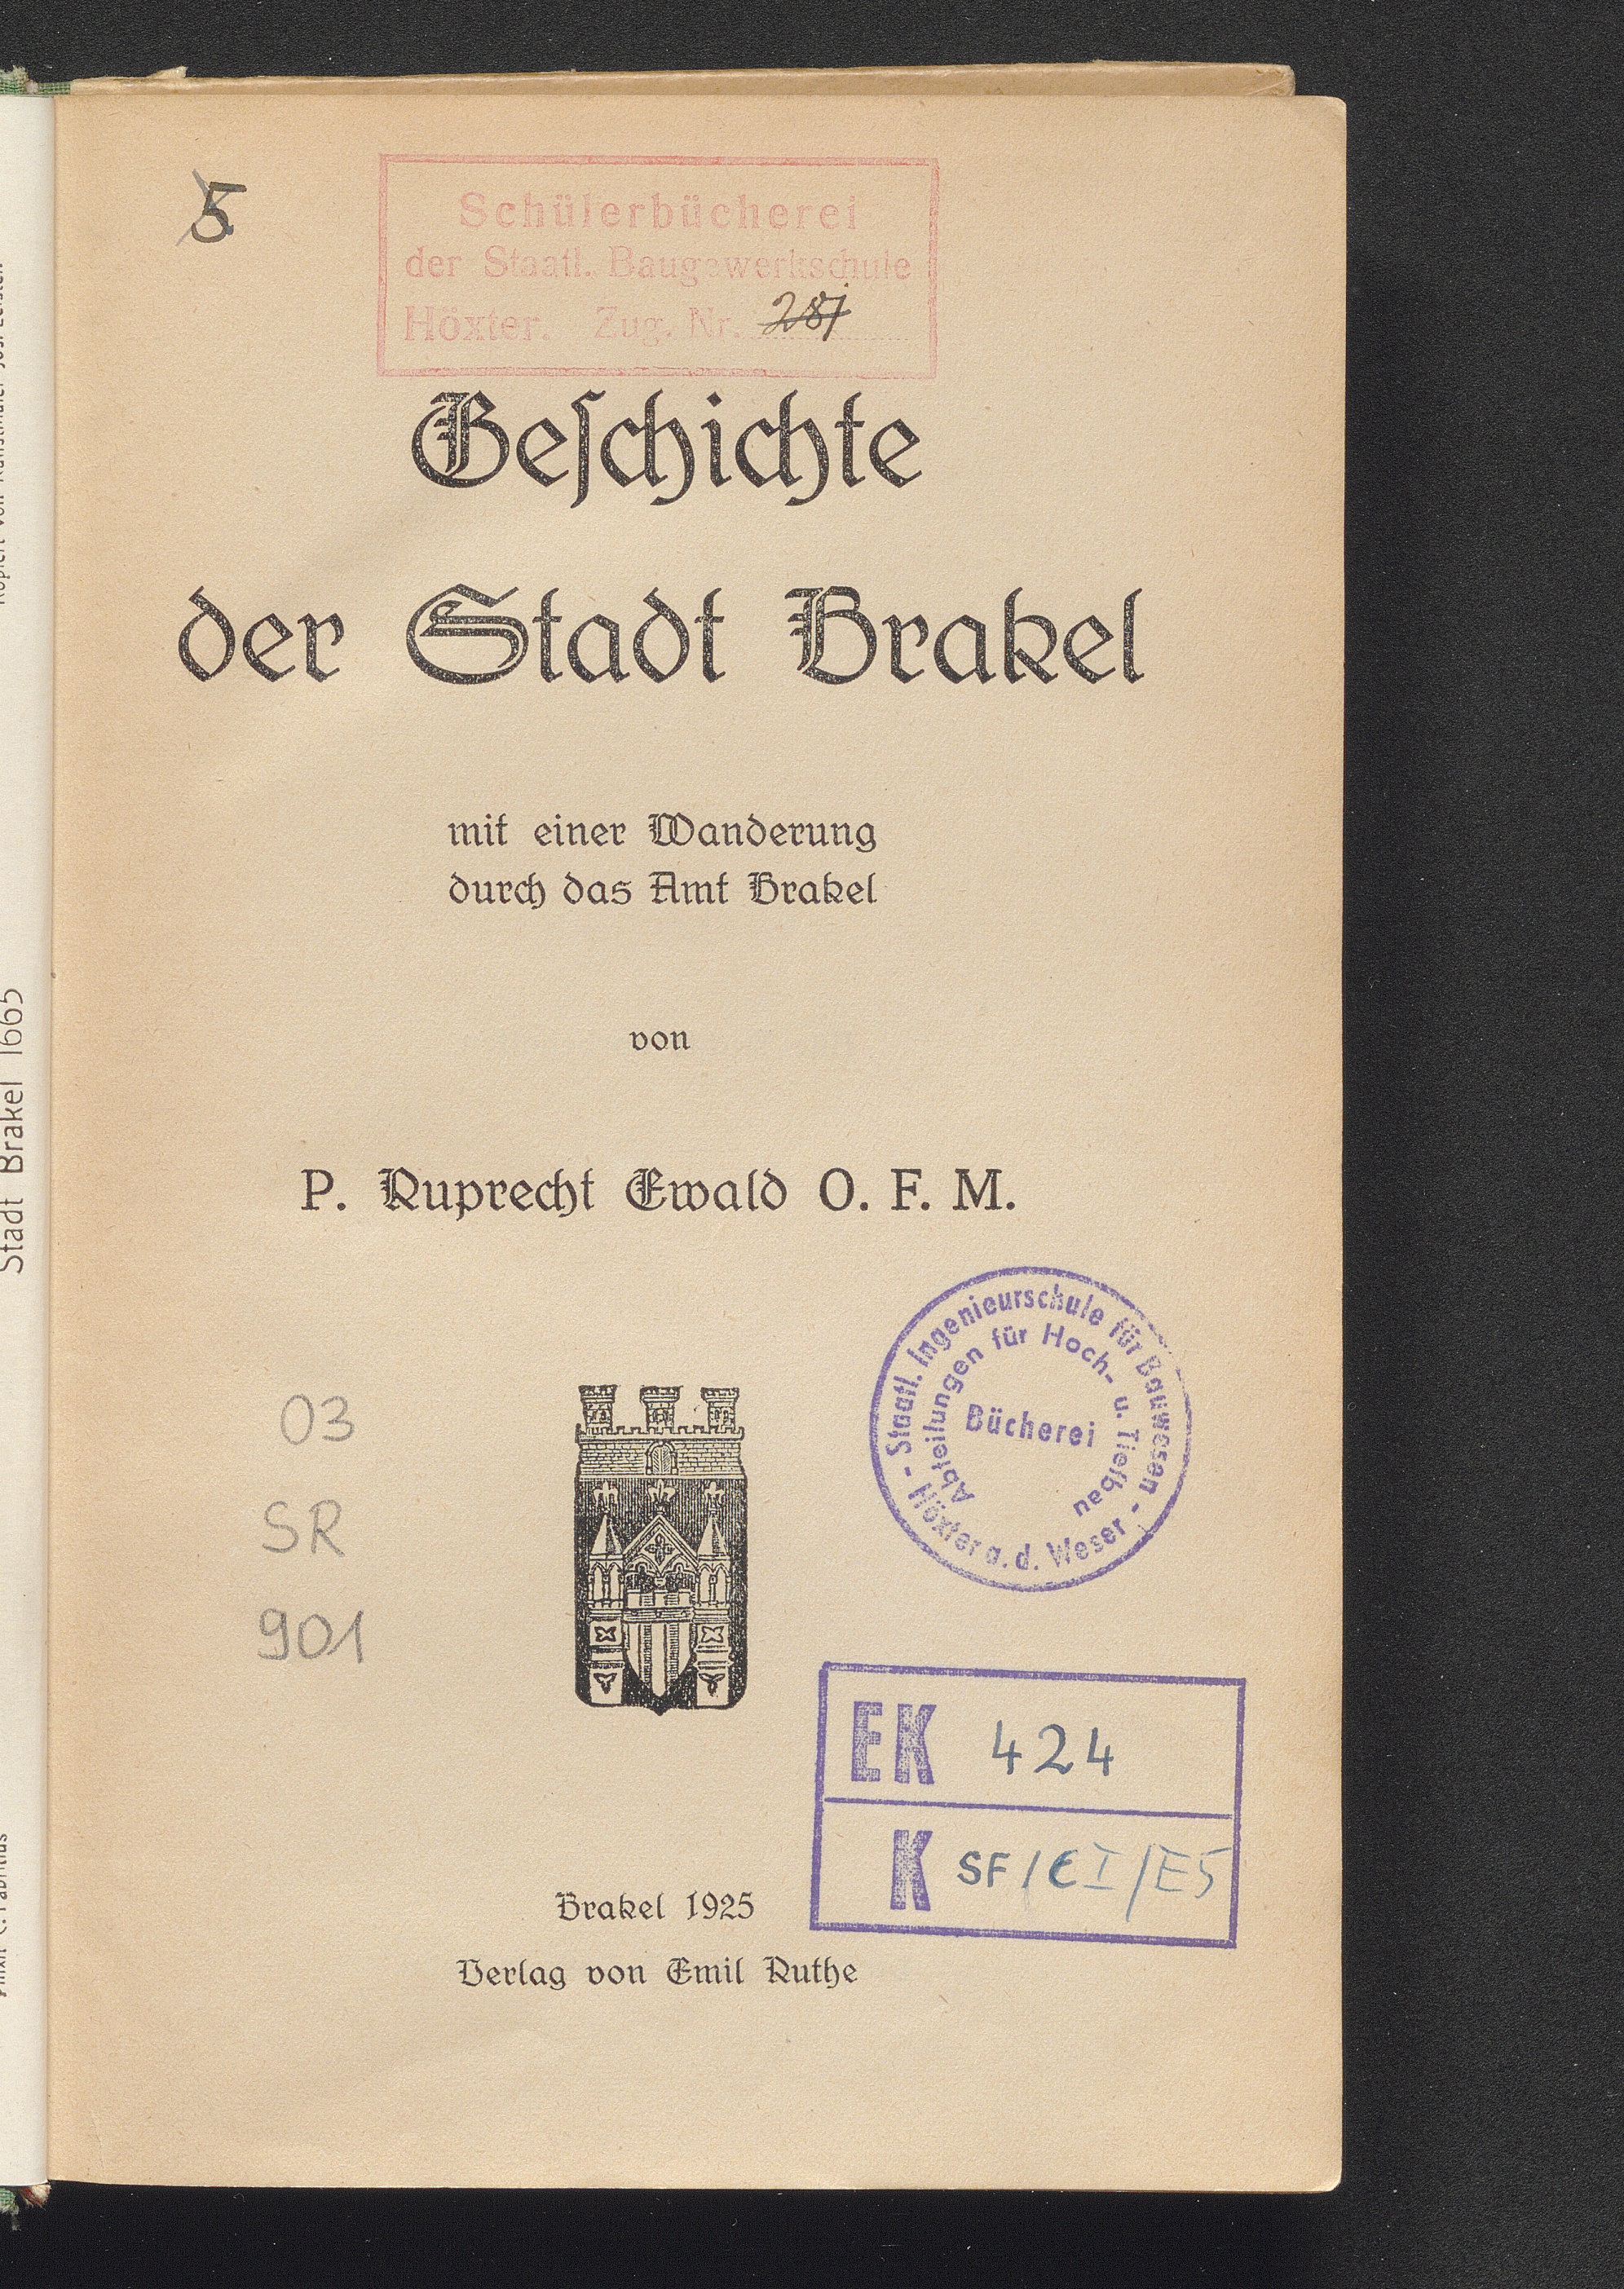 5
Schülerbücherei
der Staatl. Baugewerkschule
Höxter. Zug. Nr.
Geſchichte
der Stadt Brakel
mit einer Wanderung
durch das Amt Brakel
von
P. Ruprecht Ewald O. F. M.
03
SR
901
- Staatl. Ingenieurschule für Bauwesen -
Höxter a. d. Weser
Abteilungen für Hoch- u. Tiefbau
Bücherei
EK 424
K SF/EI/E5
Brakel 1925
Verlag von Emil Ruthe
Stadt Brakel 1665